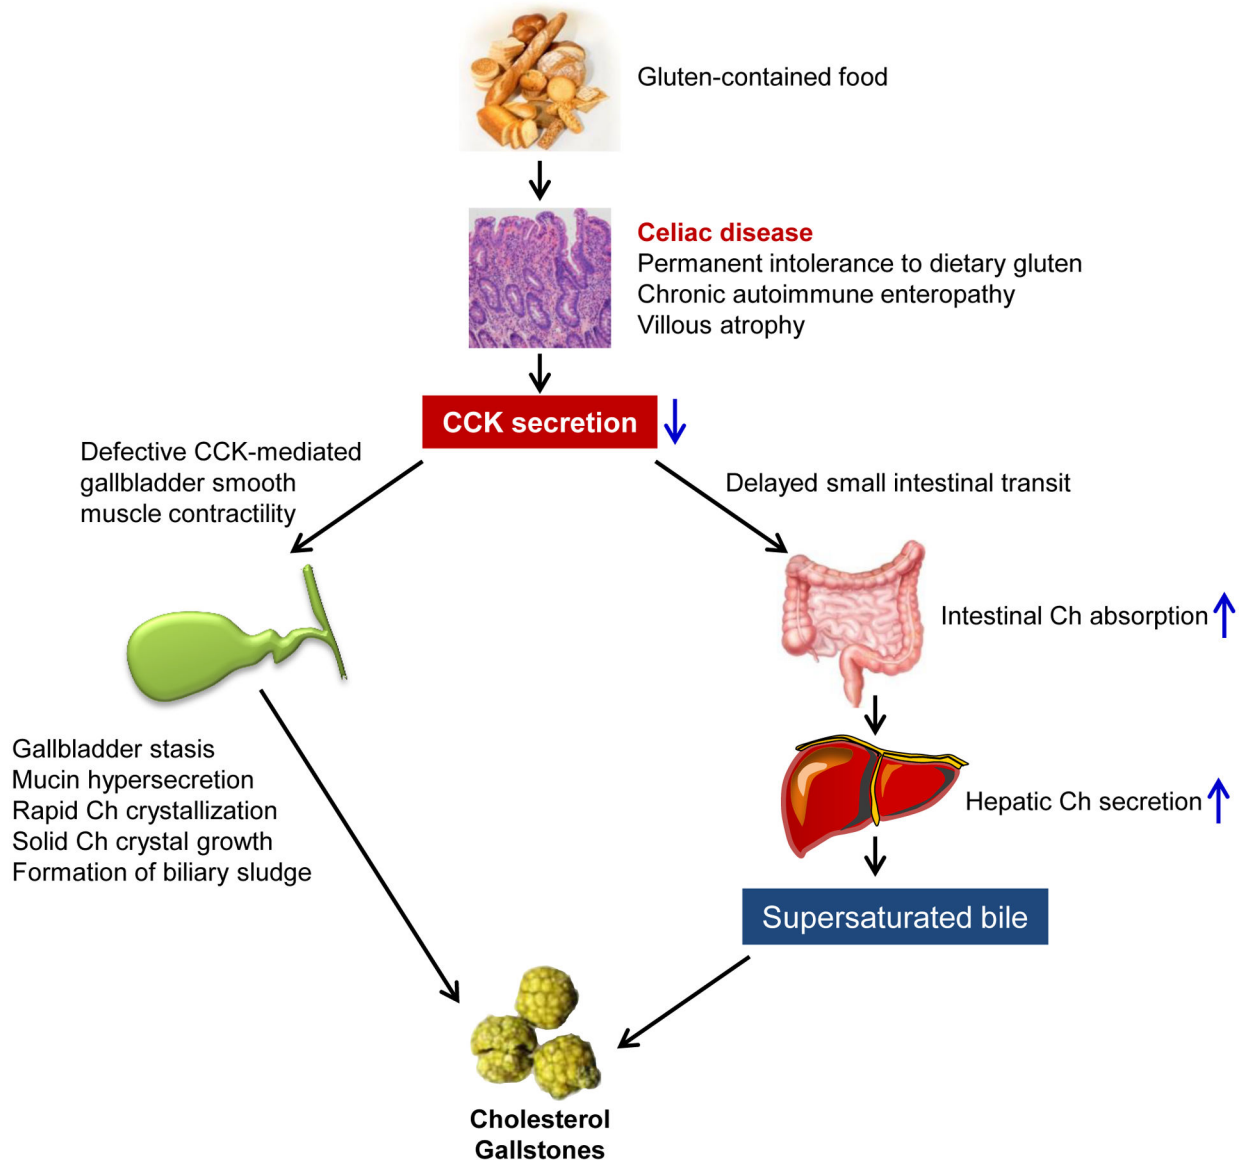 Gluten-contained food
Celiac disease
Permanent intolerance to dietary gluten
Chronic autoimmune enteropathy
Villous atrophy
CCK secretion
Defective CCK-mediated
gallbladder smooth
muscle contractility
Delayed small intestinal transit
Intestinal Ch absorption
Gallbladder stasis
Mucin hypersecretion
Rapid Ch crystallization
Solid Ch crystal growth
Formation of biliary sludge
Hepatic Ch secretion
Supersaturated bile
Cholesterol
Gallstones